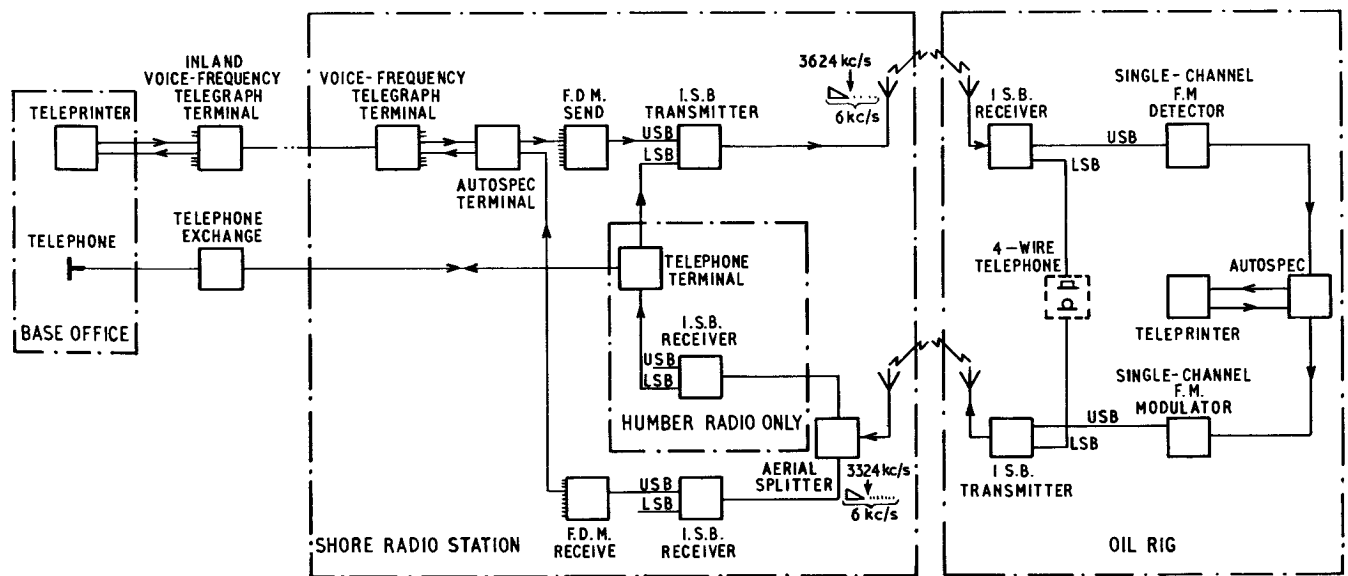 INLAND
VOICE-FREQUENCY
TELEGRAPH
TERMINAL
TELEPRINTER
VOICE-FREQUENCY
TELEGRAPH
TERMINAL
AUTOSPEC
TERMINAL
F.D.M.
SEND
I.S.B
TRANSMITTER
USB
LSB
3624 kc/s
6 kc/s
I.S.B.
RECEIVER
USB
LSB
SINGLE-CHANNEL
F.M
DETECTOR
TELEPHONE
TELEPHONE
EXCHANGE
BASE OFFICE
TELEPHONE
TERMINAL
I.S.B.
RECEIVER
USB
LSB
HUMBER RADIO ONLY
4-WIRE
TELEPHONE
AUTOSPEC
TELEPRINTER
SINGLE-CHANNEL
F.M.
MODULATOR
USB
LSB
I S.B.
TRANSMITTER
AERIAL
SPLITTER
3324 kc/s
6 kc/s
USB
LSB
F.D.M.
RECEIVE
I.S.B.
RECEIVER
SHORE RADIO STATION
OIL RIG